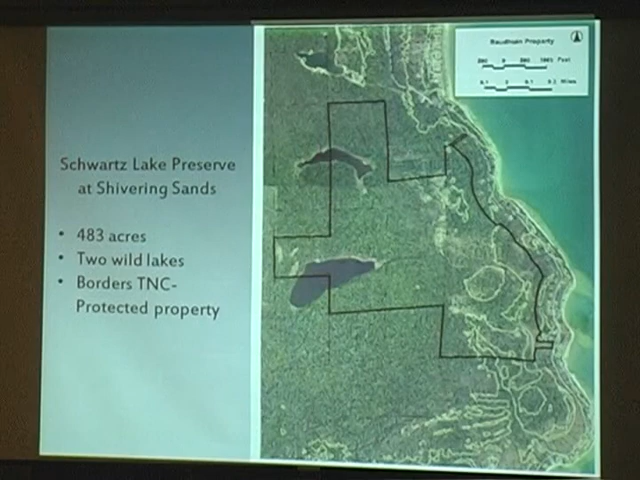 Schwartz Lake Preserve
at Shivering Sands
• 483 acres
• Two wild lakes
• Borders TNC-
Protected property
Property
Feet
Miles